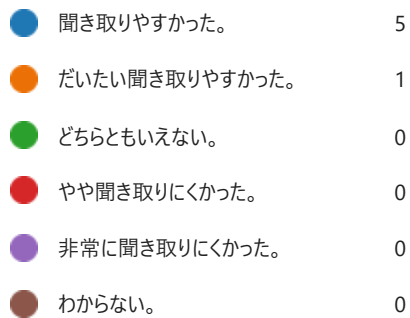 聞き取りやすかった。 5
だいたい聞き取りやすかった。 1
どちらともいえない。 0
やや聞き取りにくかった。 0
非常に聞き取りにくかった。 0
わからない。 0